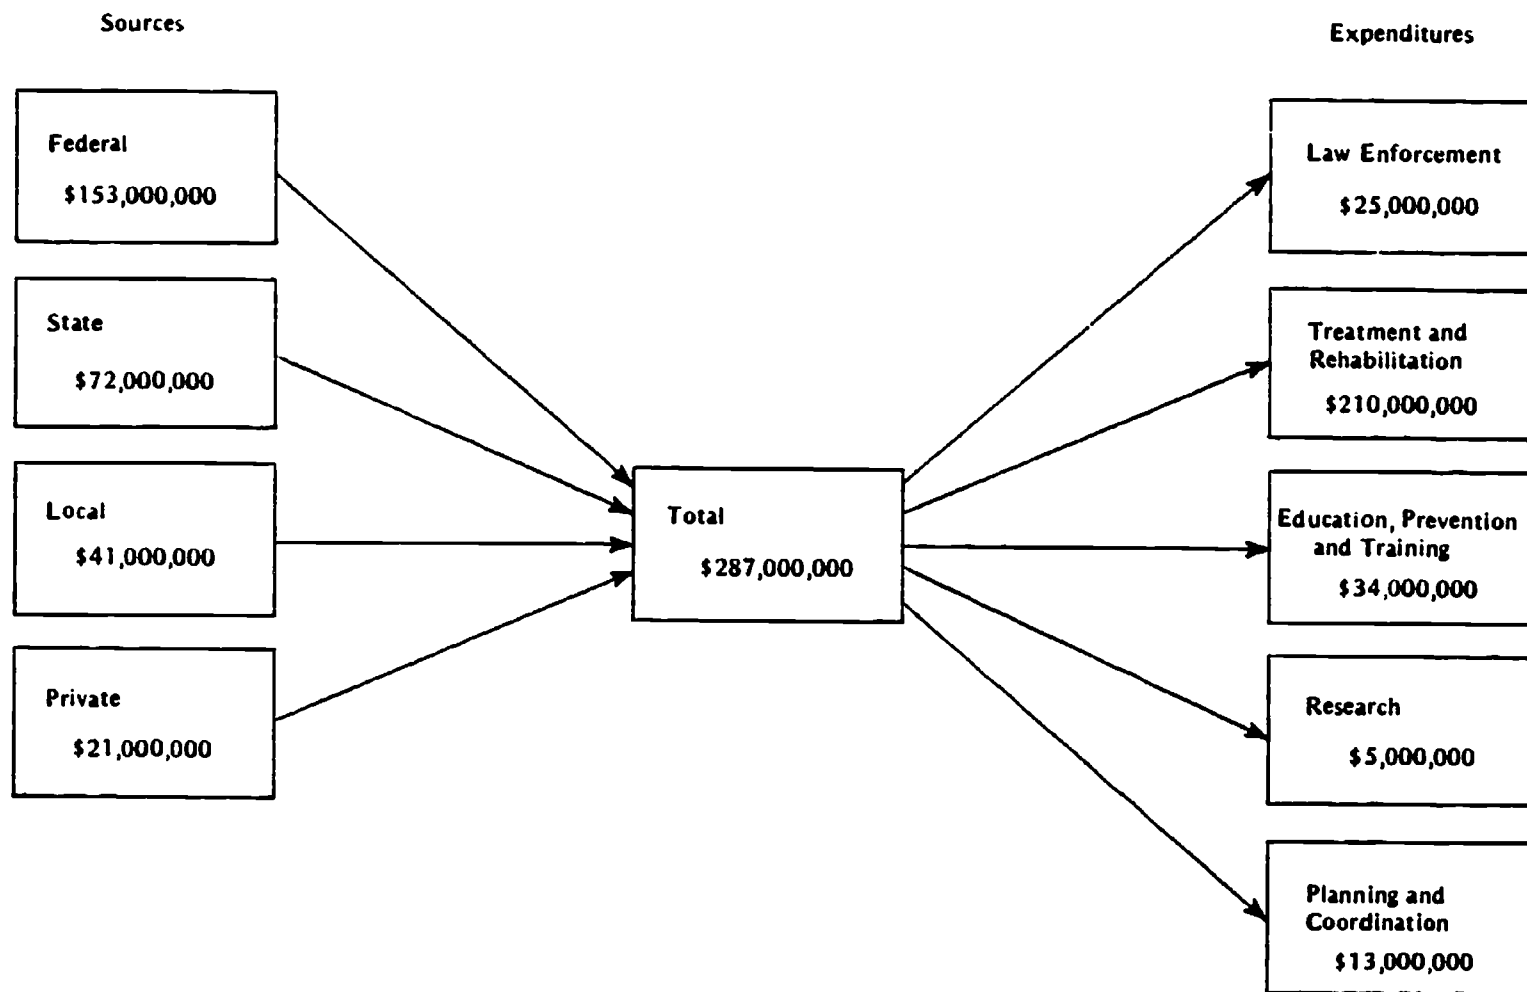 Sources
Federal
$153,000,000
State
$72,000,000
Local
$41,000,000
Private
$21,000,000
Total
$287,000,000
Expenditures
Law Enforcement
$25,000,000
Treatment and
Rehabilitation
$210,000,000
Education, Prevention
and Training
$34,000,000
Research
$5,000,000
Planning and
Coordination
$13,000,000